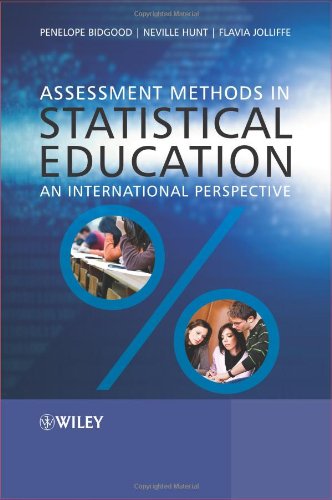 PENELOPE BIDGOOD | NEVILLE HUNT | FLAVIA JOLLIFFE
ASSESSMENT METHODS IN
STATISTICAL
EDUCATION
AN INTERNATIONAL PERSPECTIVE
WILEY